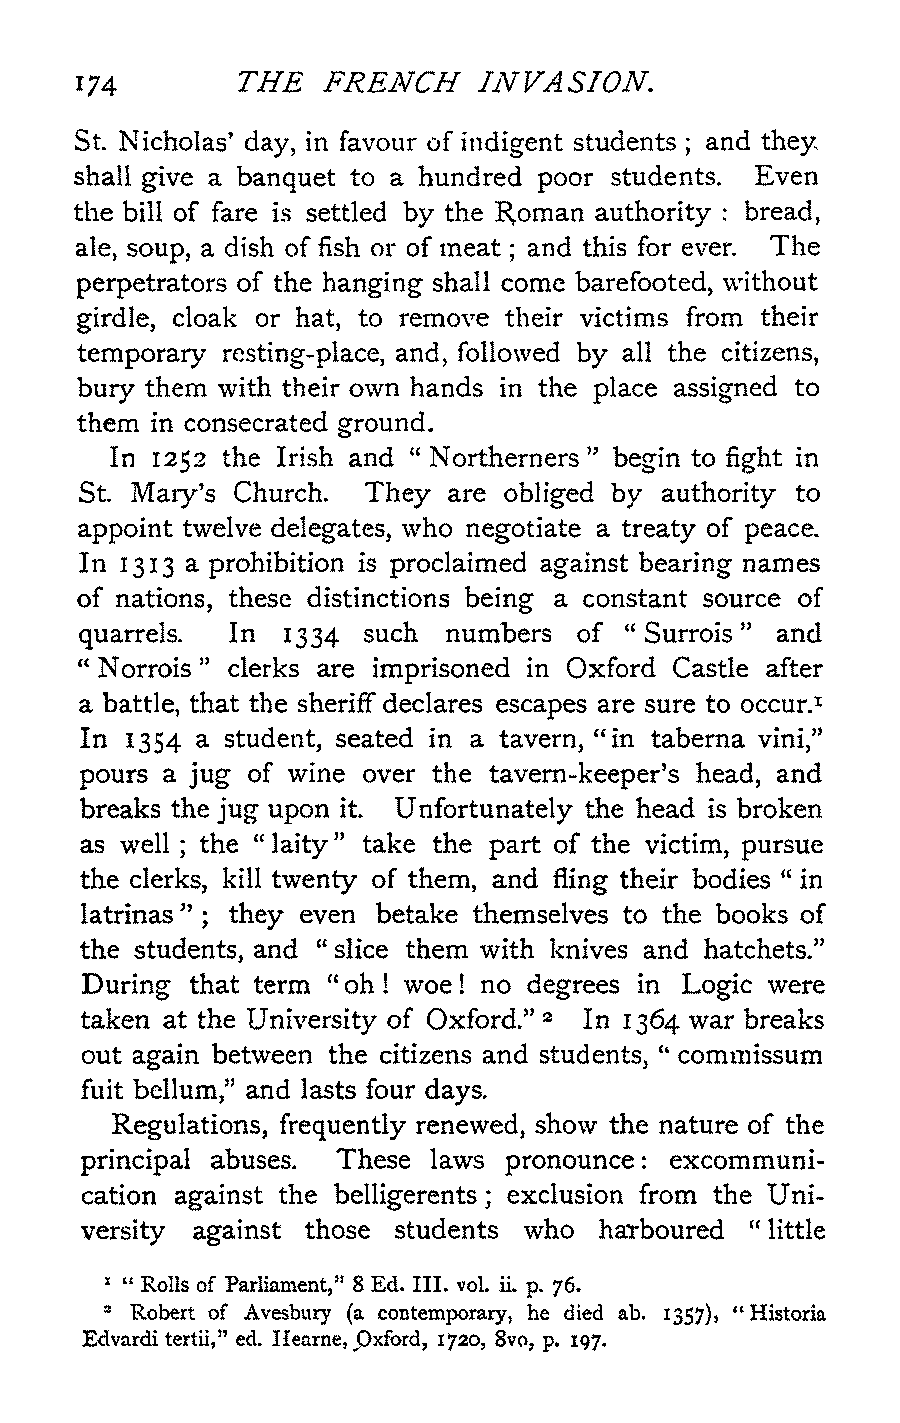 174 THE FRENCH INVASION.
St. Nicholas' day, in favour of indigent students ; and they
shall give a banquet to a hundred poor students. Even
the bill of fare is settled by the Roman authority : bread,
ale, soup, a dish of fish or of meat ; and this for ever. The
perpetrators of the hanging shall come barefooted, without
girdle, cloak or hat, to remove their victims from their
temporary resting-place, and, followed by all the citizens,
bury them with their own hands in the place assigned to
them in consecrated ground.
In 1252 the Irish and “ Northerners ” begin to fight in
St. Mary's Church. They are obliged by authority to
appoint twelve delegates, who negotiate a treaty of peace.
In 1313 a prohibition is proclaimed against bearing names
of nations, these distinctions being a constant source of
quarrels. In 1334 such numbers of “ Surrois ” and
“ Norrois ” clerks are imprisoned in Oxford Castle after
a battle, that the sheriff declares escapes are sure to occur.¹
In 1354 a student, seated in a tavern, “in taberna vini,”
pours a jug of wine over the tavern-keeper's head, and
breaks the jug upon it. Unfortunately the head is broken
as well ; the “ laity ” take the part of the victim, pursue
the clerks, kill twenty of them, and fling their bodies “ in
latrinas ” ; they even betake themselves to the books of
the students, and “ slice them with knives and hatchets.”
During that term “ oh ! woe ! no degrees in Logic were
taken at the University of Oxford.” ² In 1364 war breaks
out again between the citizens and students, “ commissum
fuit bellum,” and lasts four days.
Regulations, frequently renewed, show the nature of the
principal abuses. These laws pronounce : excommuni-
cation against the belligerents ; exclusion from the Uni-
versity against those students who harboured “ little
¹ “ Rolls of Parliament,” 8 Ed. III. vol. ii. p. 76.
² Robert of Avesbury (a contemporary, he died ab. 1357), “ Historia
Edvardi tertii,” ed. Hearne, Oxford, 1720, 8vo, p. 197.